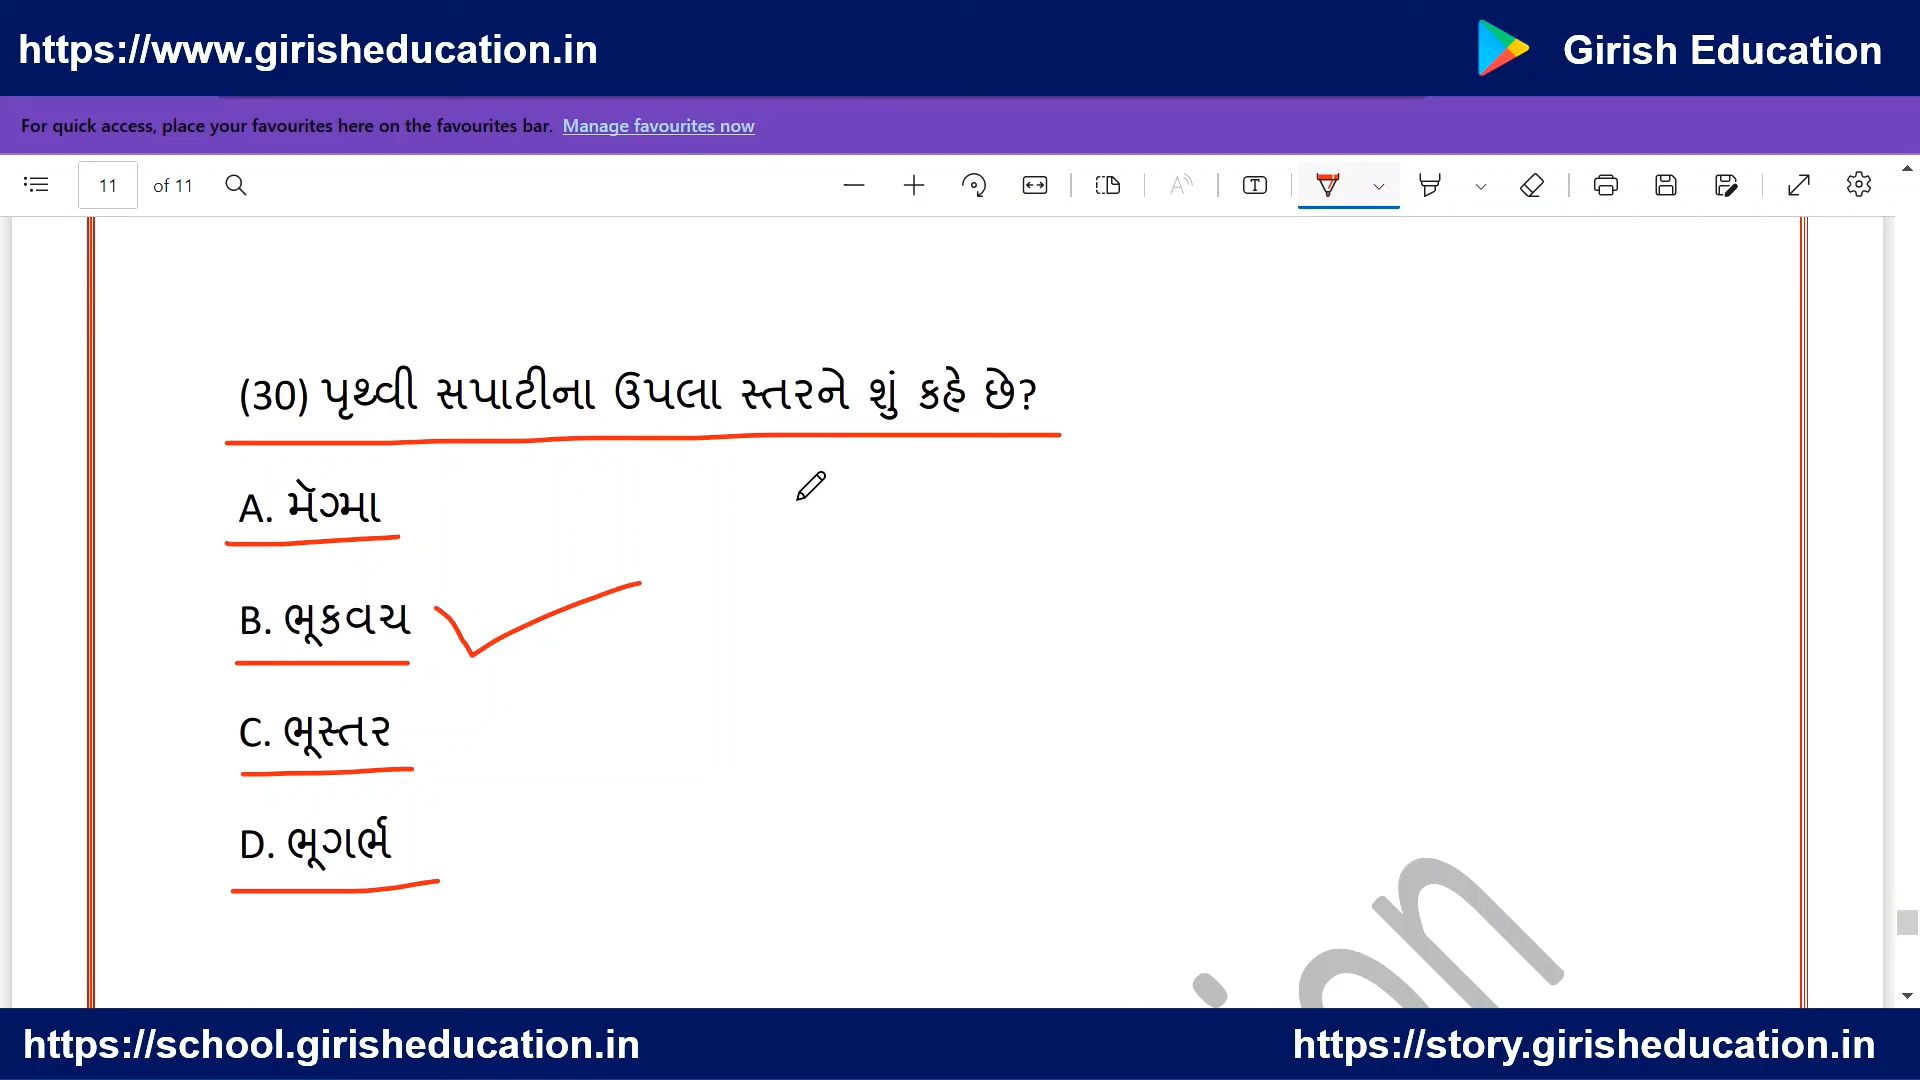 https://www.girisheducation.in
Girish Education
For quick access, place your favourites here on the favourites bar. Manage favourites now
11 of 11
(30) પૃથ્વી સપાટીના ઉપલા સ્તરને શું કહે છે?
A. મૅગ્મા
B. ભૂકવચ
C. ભૂસ્તર
D. ભૂગર્ભ
https://school.girisheducation.in
https://story.girisheducation.in